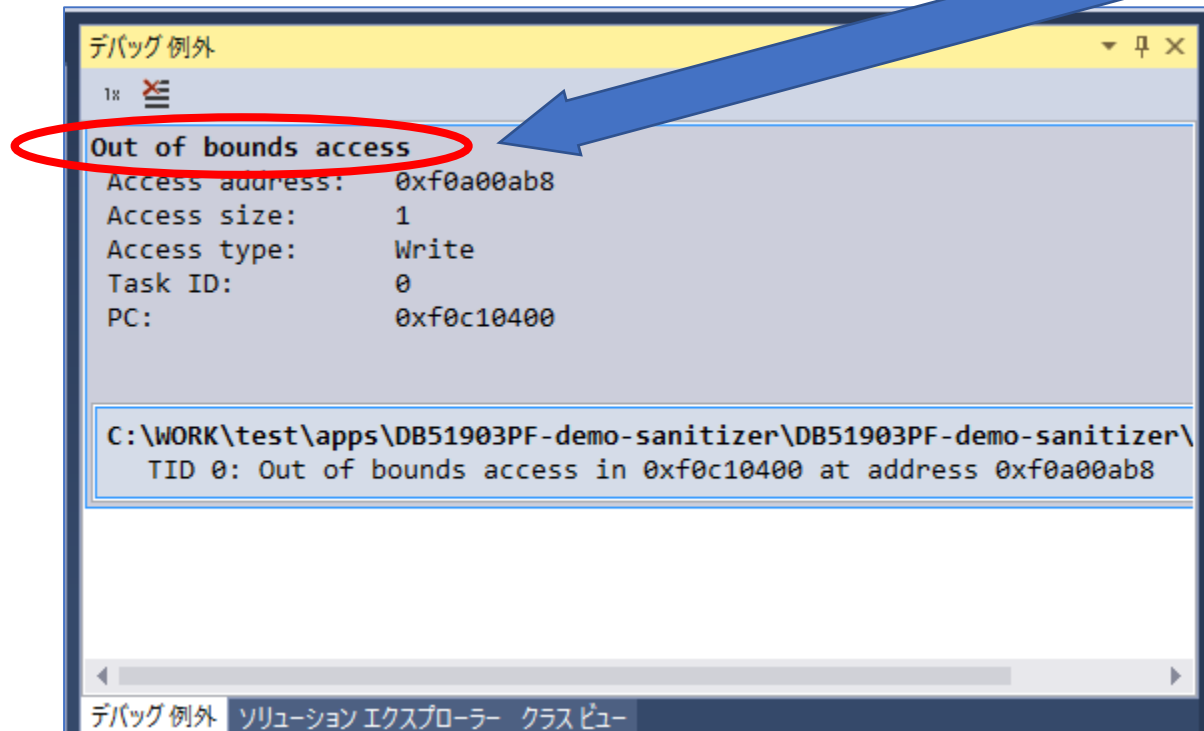 デバッグ 例外
1x
Out of bounds access
Access address: 0xf0a00ab8
Access size: 1
Access type: Write
Task ID: 0
PC: 0xf0c10400
C:\WORK\test\apps\DB51903PF-demo-sanitizer\DB51903PF-demo-sanitizer\
TID 0: Out of bounds access in 0xf0c10400 at address 0xf0a00ab8
デバッグ 例外 ソリューション エクスプローラー クラス ビュー